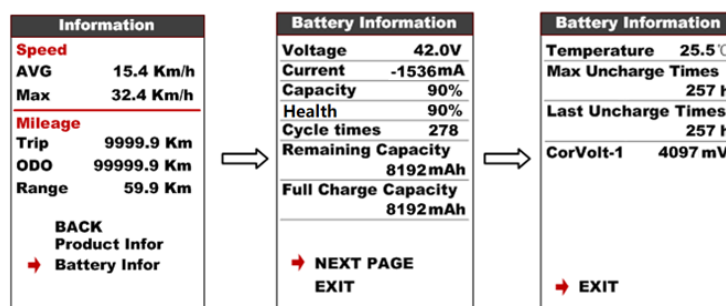 Information
Speed
AVG 15.4 Km/h
Max 32.4 Km/h
Mileage
Trip 9999.9 Km
ODO 99999.9 Km
Range 59.9 Km
BACK
Product Infor
Battery Infor
Battery Information
Voltage 42.0V
Current -1536mA
Capacity 90%
Health 90%
Cycle times 278
Remaining Capacity
8192mAh
Full Charge Capacity
8192mAh
NEXT PAGE
EXIT
Battery Information
Temperature 25.5℃
Max Uncharge Times
257 h
Last Uncharge Times
257 h
CorVolt-1 4097 mV
EXIT